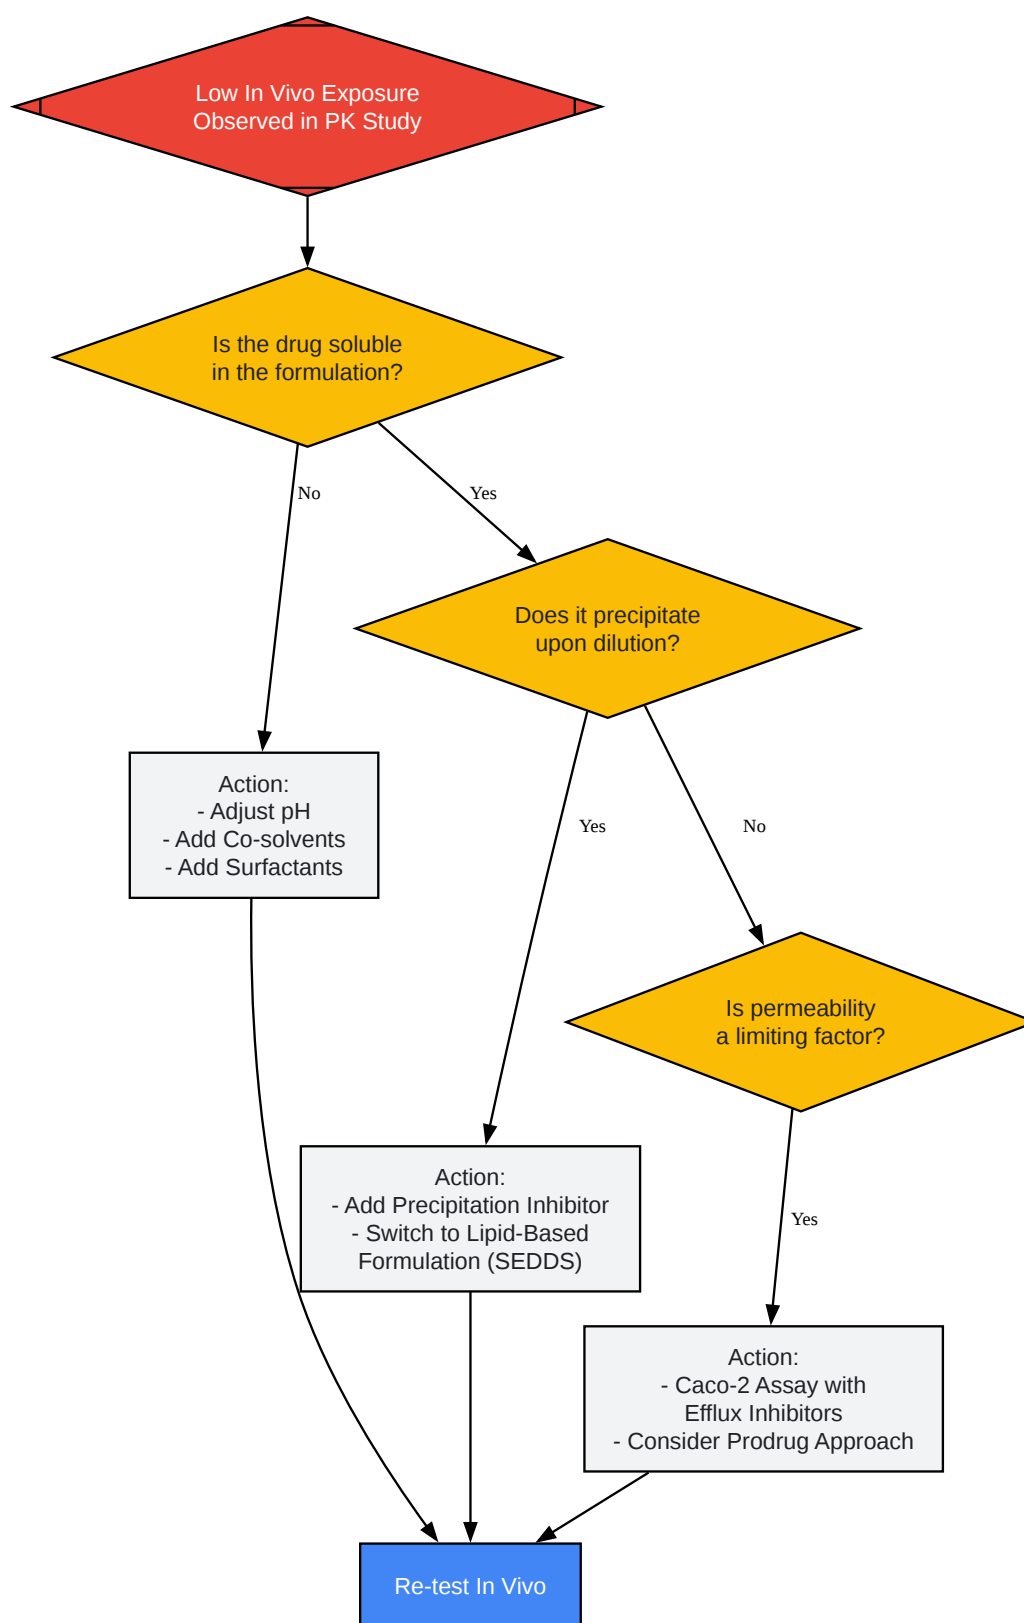 Low In Vivo Exposure
Observed in PK Study
Is the drug soluble
in the formulation?
No
Yes
Does it precipitate
upon dilution?
Action:
- Adjust pH
- Add Co-solvents
- Add Surfactants
Yes
No
Is permeability
a limiting factor?
Action:
- Add Precipitation Inhibitor
- Switch to Lipid-Based
Formulation (SEDDS)
Yes
Action:
- Caco-2 Assay with
Efflux Inhibitors
- Consider Prodrug Approach
Re-test In Vivo